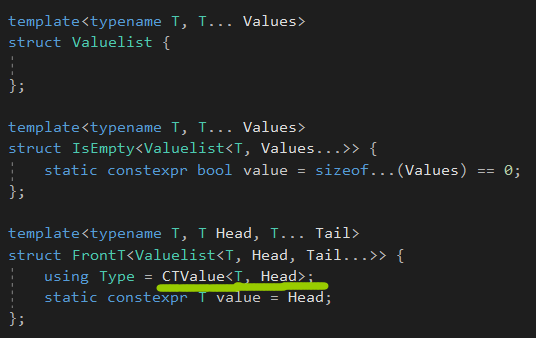 template<typename T, T... Values>
struct Valuelist {
};
template<typename T, T... Values>
struct IsEmpty<Valuelist<T, Values...>> {
static constexpr bool value = sizeof...(Values) == 0;
};
template<typename T, T Head, T... Tail>
struct FrontT<Valuelist<T, Head, Tail...>> {
using Type = CTValue<T, Head>;
static constexpr T value = Head;
};